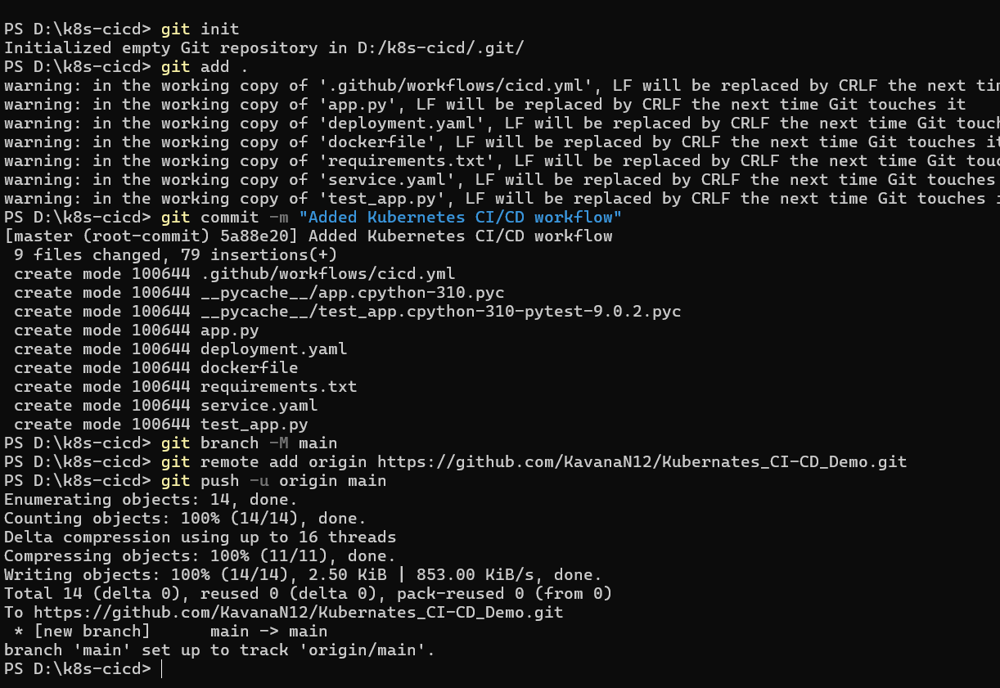 PS D:\k8s-cicd> git init
Initialized empty Git repository in D:/k8s-cicd/.git/
PS D:\k8s-cicd> git add .
warning: in the working copy of '.github/workflows/cicd.yml', LF will be replaced by CRLF the next
warning: in the working copy of 'app.py', LF will be replaced by CRLF the next time Git touches it
warning: in the working copy of 'deployment.yaml', LF will be replaced by CRLF the next time Git
warning: in the working copy of 'dockerfile', LF will be replaced by CRLF the next time Git touches it
warning: in the working copy of 'requirements.txt', LF will be replaced by CRLF the next time Git
warning: in the working copy of 'service.yaml', LF will be replaced by CRLF the next time Git touches
warning: in the working copy of 'test_app.py', LF will be replaced by CRLF the next time Git touches
PS D:\k8s-cicd> git commit -m "Added Kubernetes CI/CD workflow"
[master (root-commit) 5a88e20] Added Kubernetes CI/CD workflow
 9 files changed, 79 insertions(+)
 create mode 100644 .github/workflows/cicd.yml
 create mode 100644 __pycache__/app.cpython-310.pyc
 create mode 100644 __pycache__/test_app.cpython-310-pytest-9.0.2.pyc
 create mode 100644 app.py
 create mode 100644 deployment.yaml
 create mode 100644 dockerfile
 create mode 100644 requirements.txt
 create mode 100644 service.yaml
 create mode 100644 test_app.py
PS D:\k8s-cicd> git branch -M main
PS D:\k8s-cicd> git remote add origin https://github.com/KavanaN12/Kubernates_CI-CD_Demo.git
PS D:\k8s-cicd> git push -u origin main
Enumerating objects: 14, done.
Counting objects: 100% (14/14), done.
Delta compression using up to 16 threads
Compressing objects: 100% (11/11), done.
Writing objects: 100% (14/14), 2.50 KiB | 853.00 KiB/s, done.
Total 14 (delta 0), reused 0 (delta 0), pack-reused 0 (from 0)
To https://github.com/KavanaN12/Kubernates_CI-CD_Demo.git
 * [new branch]      main -> main
branch 'main' set up to track 'origin/main'.
PS D:\k8s-cicd>